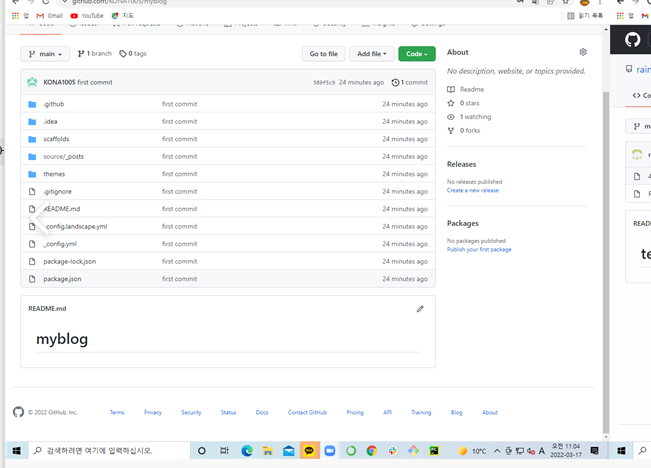 github.com/KONA1005/myblog
앱 Gmail YouTube 지도 읽기 목록 앱
main 1 branch 0 tags Go to file Add file Code
KONA1005 first commit 24 minutes ago 1 commit
.github first commit 24 minutes ago
.idea first commit 24 minutes ago
scaffolds first commit 24 minutes ago
source/_posts first commit 24 minutes ago
themes first commit 24 minutes ago
.gitignore first commit 24 minutes ago
README.md first commit 24 minutes ago
_config.landscape.yml first commit 24 minutes ago
_config.yml first commit 24 minutes ago
package-lock.json first commit 24 minutes ago
package.json first commit 24 minutes ago
README.md
myblog
About
No description, website, or topics provided.
Readme
0 stars
1 watching
0 forks
Releases
No releases published
Create a new release
Packages
No packages published
Publish your first package
© 2022 GitHub, Inc. Terms Privacy Security Status Docs Contact GitHub Pricing API Training Blog About
검색하려면 여기에 입력하십시오. 10°C A 오전 11:04
2022-03-17